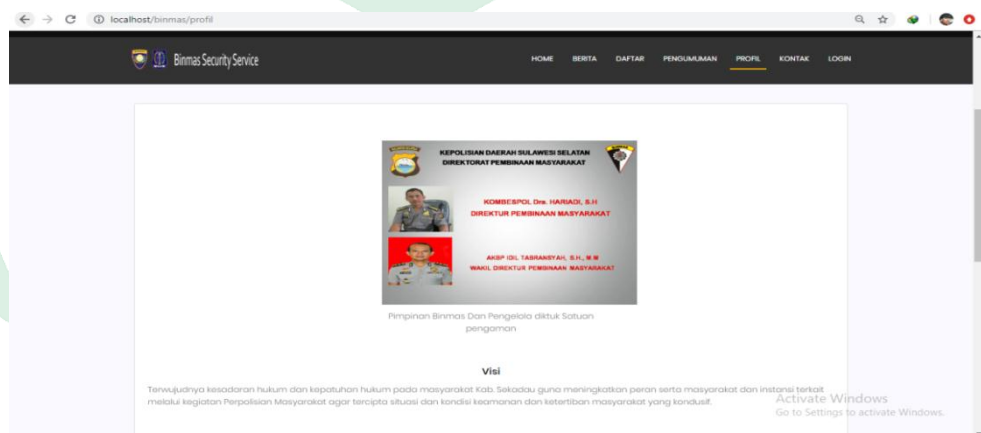 localhost/binmas/profil
Binmas Security Service
HOME BERITA DAFTAR PENGUMUMAN PROFIL KONTAK LOGIN
KEPOLISIAN DAERAH SULAWESI SELATAN
DIREKTORAT PEMBINAAN MASYARAKAT
KOMBESPOL Drs. HARIADI, S.H
DIREKTUR PEMBINAAN MASYARAKAT
AKBP IDIL TABRANSYAH, S.H., M M
WAKIL DIREKTUR PEMBINAAN MASYARAKAT
Pimpinan Binmas Dan Pengelola diktuk Satuan
pengaman
Visi
Terwujudnya kesadaran hukum dan kepatuhan hukum pada masyarakat Kab. Sekadau guna meningkatkan peran serta masyarakat dan instansi terkait
melalui kegiatan Perpolisian Masyarakat agar tercipta situasi dan kondisi keamanan dan ketertiban masyarakat yang kondusif.
Activate Windows
Go to Settings to activate Windows.